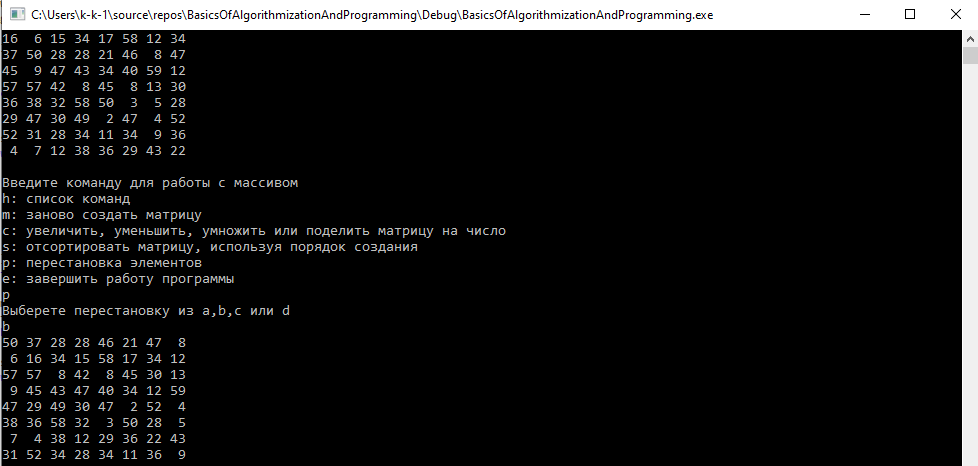 C:\Users\k-k-1\source\repos\BasicsOfAlgorithmizationAndProgramming\Debug\BasicsOfAlgorithmizationAndProgramming.exe
16  6 15 34 17 58 12 34
37 50 28 28 21 46  8 47
45  9 47 43 34 40 59 12
57 57 42  8 45  8 13 30
36 38 32 58 50  3  5 28
29 47 30 49  2 47  4 52
52 31 28 34 11 34  9 36
 4  7 12 38 36 29 43 22
Введите команду для работы с массивом
h: список команд
m: заново создать матрицу
c: увеличить, уменьшить, умножить или поделить матрицу на число
s: отсортировать матрицу, используя порядок создания
p: перестановка элементов
e: завершить работу программы
p
Выберете перестановку из a,b,c или d
b
50 37 28 28 46 21 47  8
 6 16 34 15 58 17 34 12
57 57  8 42  8 45 30 13
 9 45 43 47 40 34 12 59
47 29 49 30 47  2 52  4
38 36 58 32  3 50 28  5
 7  4 38 12 29 36 22 43
31 52 34 28 34 11 36  9